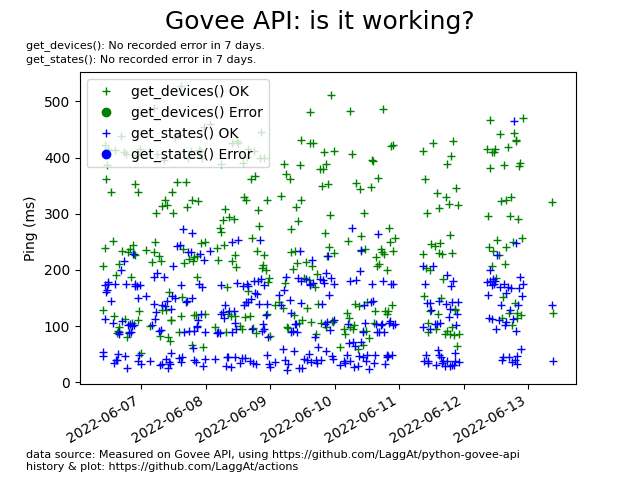 Govee API: is it working?
get_devices(): No recorded error in 7 days.
get_states(): No recorded error in 7 days.
get_devices() OK
get_devices() Error
get_states() OK
get_states() Error
Ping (ms)
500
400
300
200
100
0
2022-06-07
2022-06-08
2022-06-09
2022-06-10
2022-06-11
2022-06-12
2022-06-13
data source: Measured on Govee API, using https://github.com/LaggAt/python-govee-api
history & plot: https://github.com/LaggAt/actions